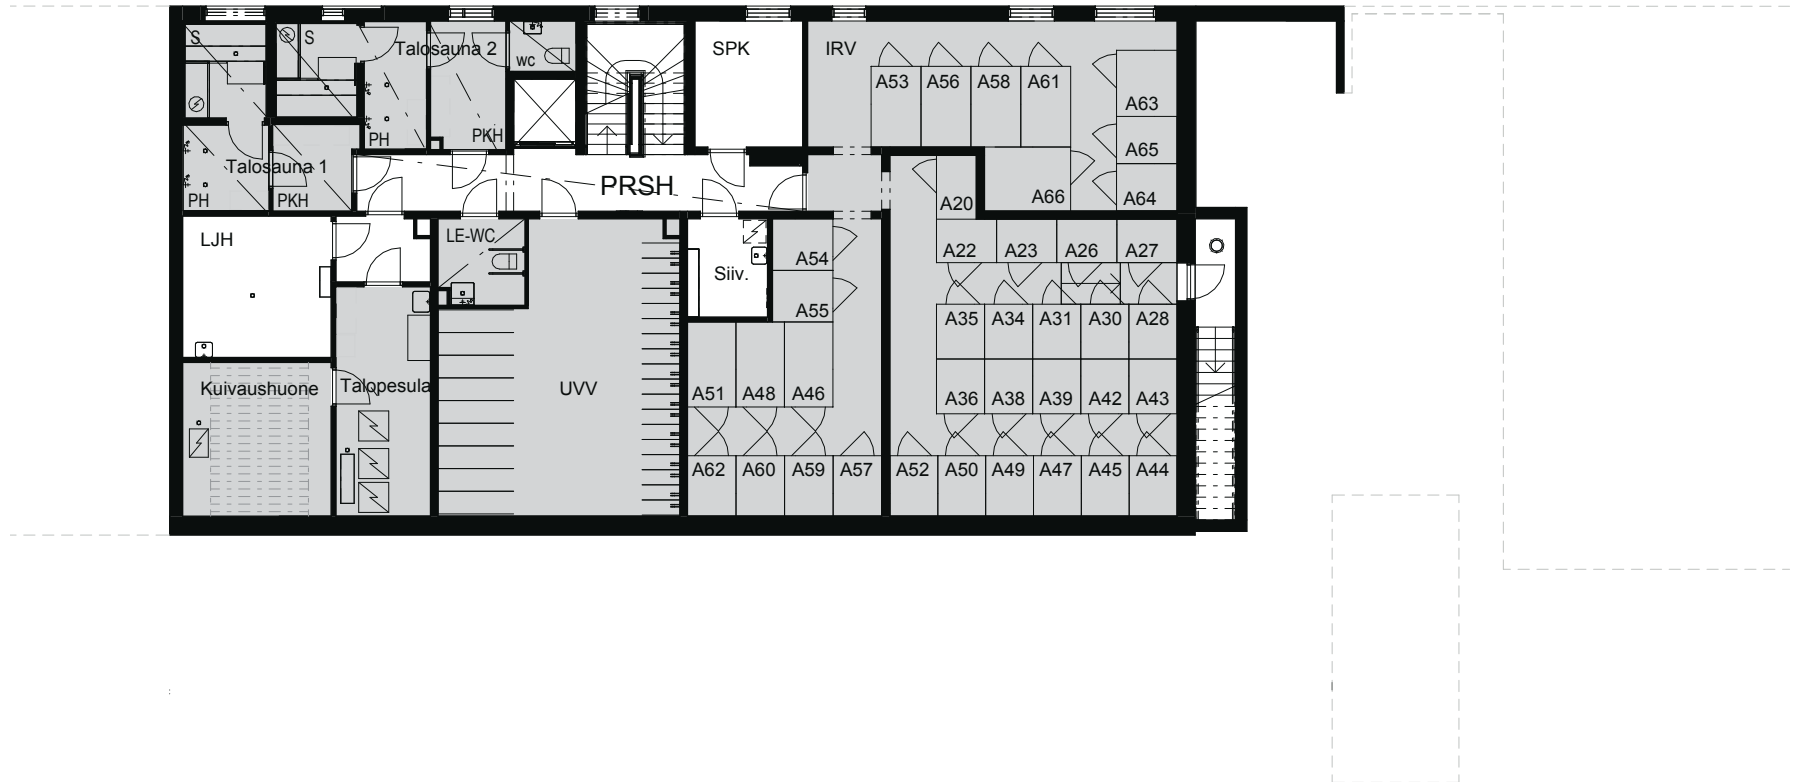 S
S
Talosauna 2
WC
SPK
IRV
A53
A56
A58
A61
A63
PH
PKH
A65
Talosauna 1
PH
PKH
PRSH
A20
A66
A64
LJH
LE-WC
Siiv.
A54
A55
A22
A23
A26
A27
A35
A34
A31
A30
A28
Kuivaushuone
Talopesula
UVV
A51
A48
A46
A36
A38
A39
A42
A43
A62
A60
A59
A57
A52
A50
A49
A47
A45
A44